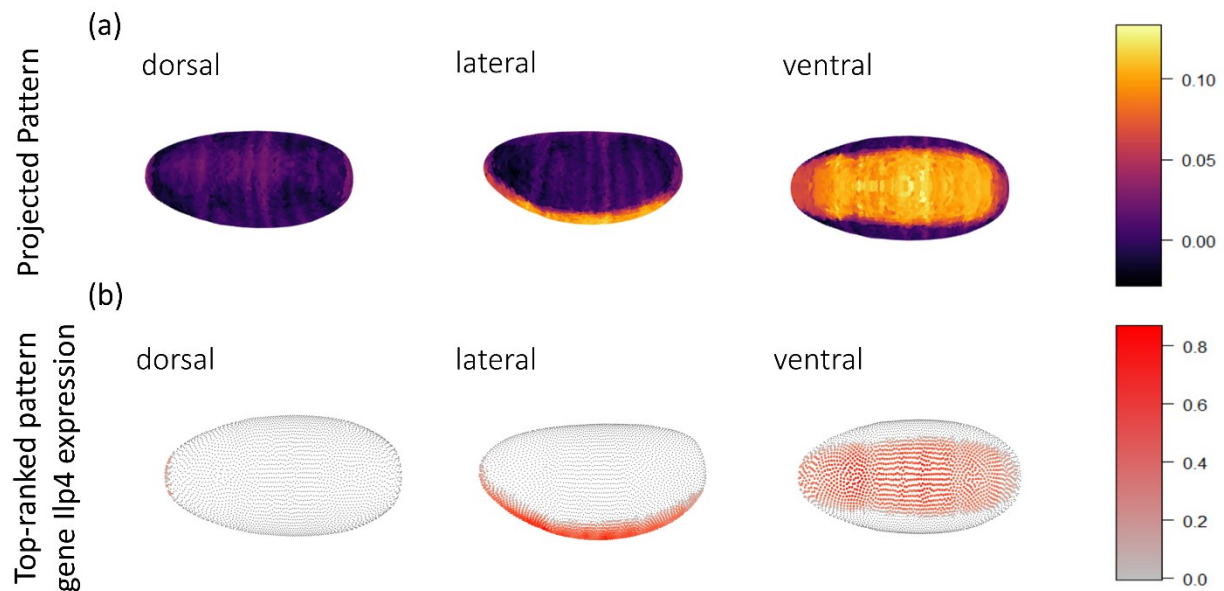 (a)
Projected Pattern
dorsal
lateral
ventral
0.10
0.05
0.00
(b)
Top-ranked pattern
gene Ilp4 expression
dorsal
lateral
ventral
0.8
0.6
0.4
0.2
0.0